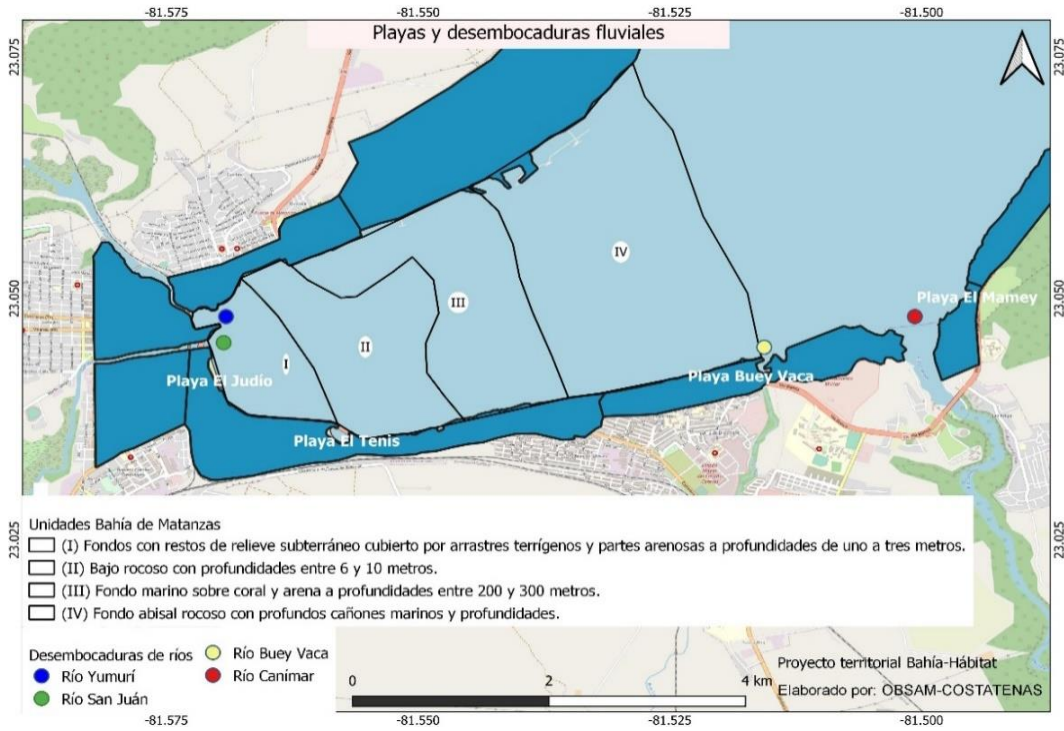 -81.575 -81.550 -81.525 -81.500
Playas y desembocaduras fluviales
23.075 23.075
IV
23.050 23.050
Playa El Mamey
III
II
I
Playa El Judío
Playa Buey Vaca
Playa El Tenis
Unidades Bahía de Matanzas
(I) Fondos con restos de relieve subterráneo cubierto por arrastres terrígenos y partes arenosas a profundidades de uno a tres metros.
(II) Bajo rocoso con profundidades entre 6 y 10 metros.
(III) Fondo marino sobre coral y arena a profundidades entre 200 y 300 metros.
(IV) Fondo abisal rocoso con profundos cañones marinos y profundidades.
23.025 23.025
Desembocaduras de ríos
Río Yumurí
Río San Juán
Río Buey Vaca
Río Canímar
0 2 4 km
Proyecto territorial Bahía-Hábitat
Elaborado por: OBSAM-COSTATENAS
-81.575 -81.550 -81.525 -81.500